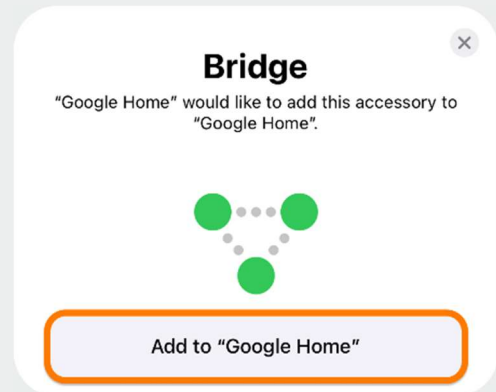 Bridge
“Google Home” would like to add this accessory to
“Google Home”.
Add to “Google Home”